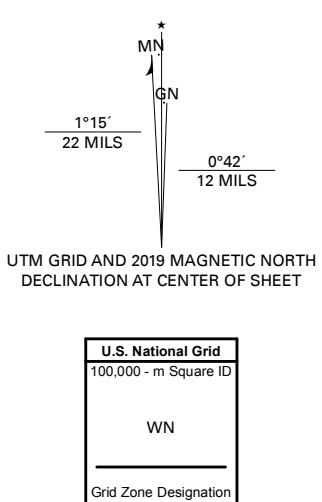 ★
MN
GN
1°15´
22 MILS
0°42´
12 MILS
UTM GRID AND 2019 MAGNETIC NORTH
DECLINATION AT CENTER OF SHEET
U.S. National Grid
100,000 - m Square ID
WN
Grid Zone Designation